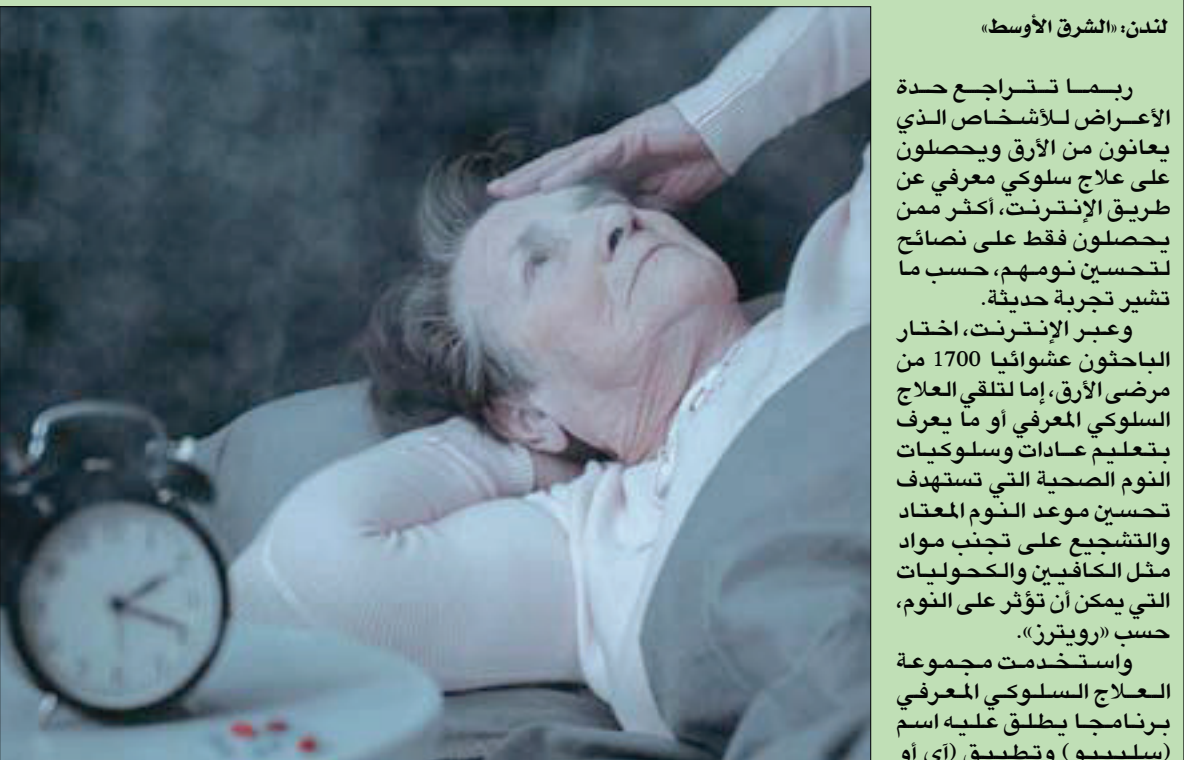 لندن: «الشرق الأوسط»
ربما تتراجع حدة
الأعراض للأشخاص الذي
يعانون من الأرق ويحصلون
على علاج سلوكي معرفي عن
طريق الإنترنت، أكثر ممن
يحصلون فقط على نصائح
لتحسين نومهم، حسب ما
تشير تجربة حديثة.
وعبر الإنترنت، اختار
الباحثون عشوائيا 1700 من
مرضى الأرق، إما لتلقي العلاج
السلوكي المعرفي أو ما يعرف
بتعليم عادات وسلوكيات
النوم الصحية التي تستهدف
تحسين موعد النوم المعتاد
والتشجيع على تجنب مواد
مثل الكافيين والكحوليات
التي يمكن أن تؤثر على النوم،
حسب «رويترز».
واستخدمت مجموعة
العلاج السلوكي المعرفي
برنامجا يطلق عليه اسم
(سليبيو) وتطبيق (آي أو